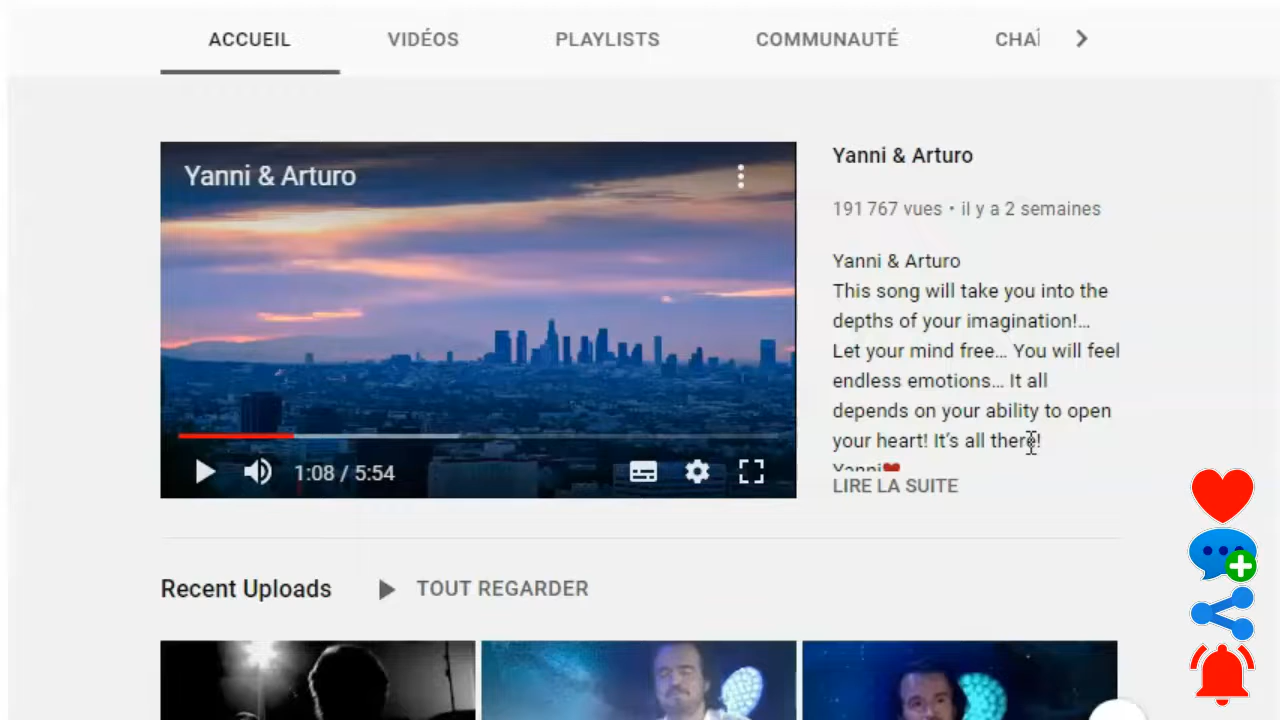 ACCUEIL
VIDÉOS
PLAYLISTS
COMMUNAUTÉ
Yanni & Arturo
1:08 / 5:54
Yanni & Arturo
191 767 vues • il y a 2 semaines
Yanni & Arturo
This song will take you into the
depths of your imagination!...
Let your mind free... You will feel
endless emotions... It all
depends on your ability to open
your heart! It's all there!
Yanni❤
LIRE LA SUITE
Recent Uploads
TOUT REGARDER